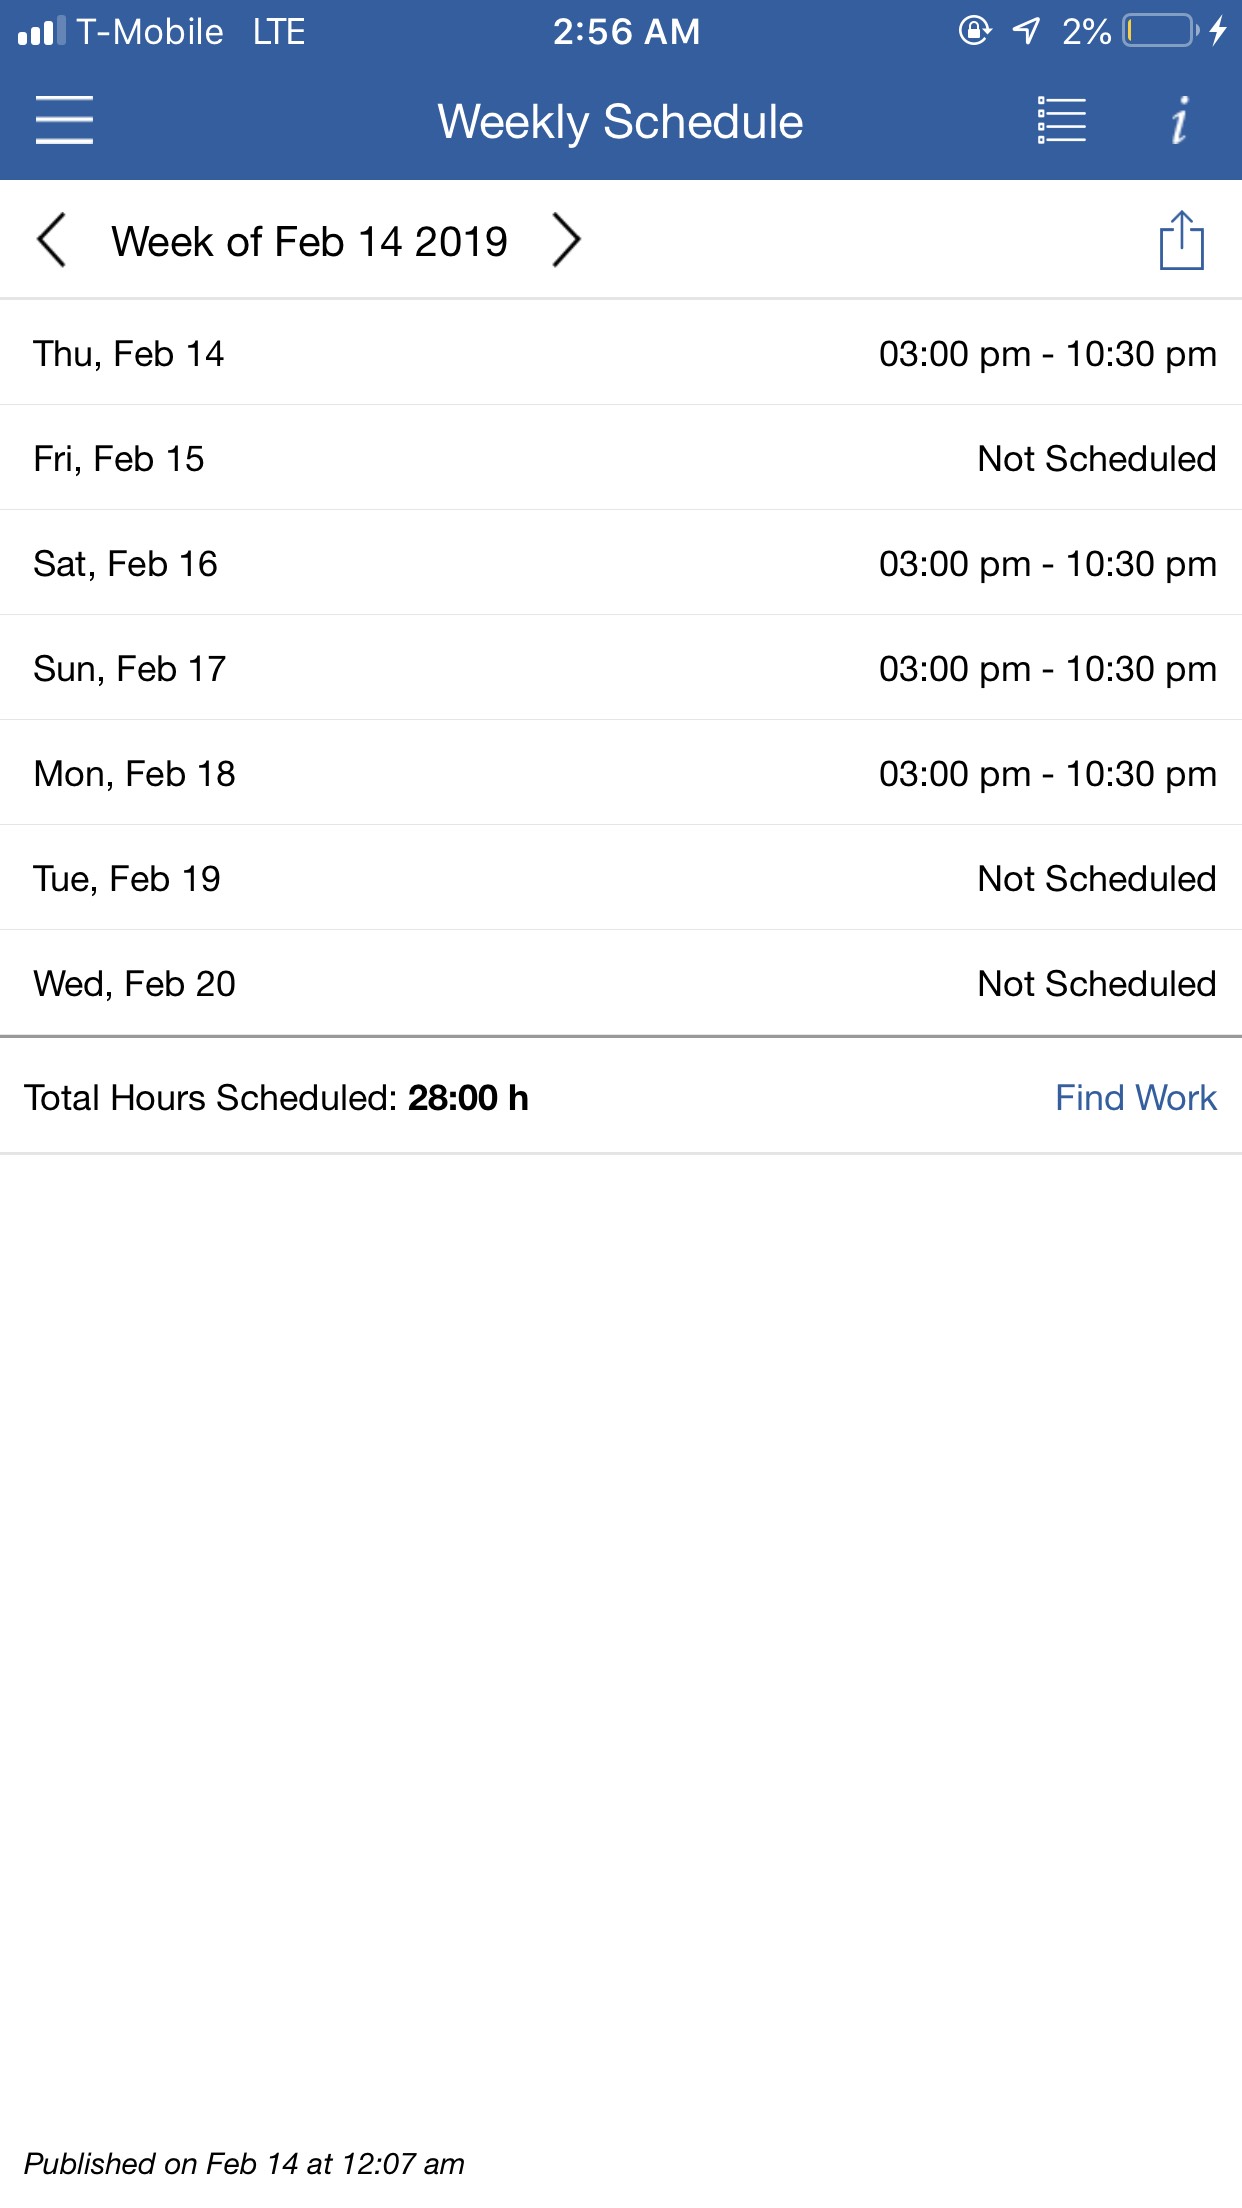 T-Mobile LTE 2:56 AM 2%
Weekly Schedule i
Week of Feb 14 2019
Thu, Feb 14 03:00 pm - 10:30 pm
Fri, Feb 15 Not Scheduled
Sat, Feb 16 03:00 pm - 10:30 pm
Sun, Feb 17 03:00 pm - 10:30 pm
Mon, Feb 18 03:00 pm - 10:30 pm
Tue, Feb 19 Not Scheduled
Wed, Feb 20 Not Scheduled
Total Hours Scheduled: 28:00 h Find Work
Published on Feb 14 at 12:07 am